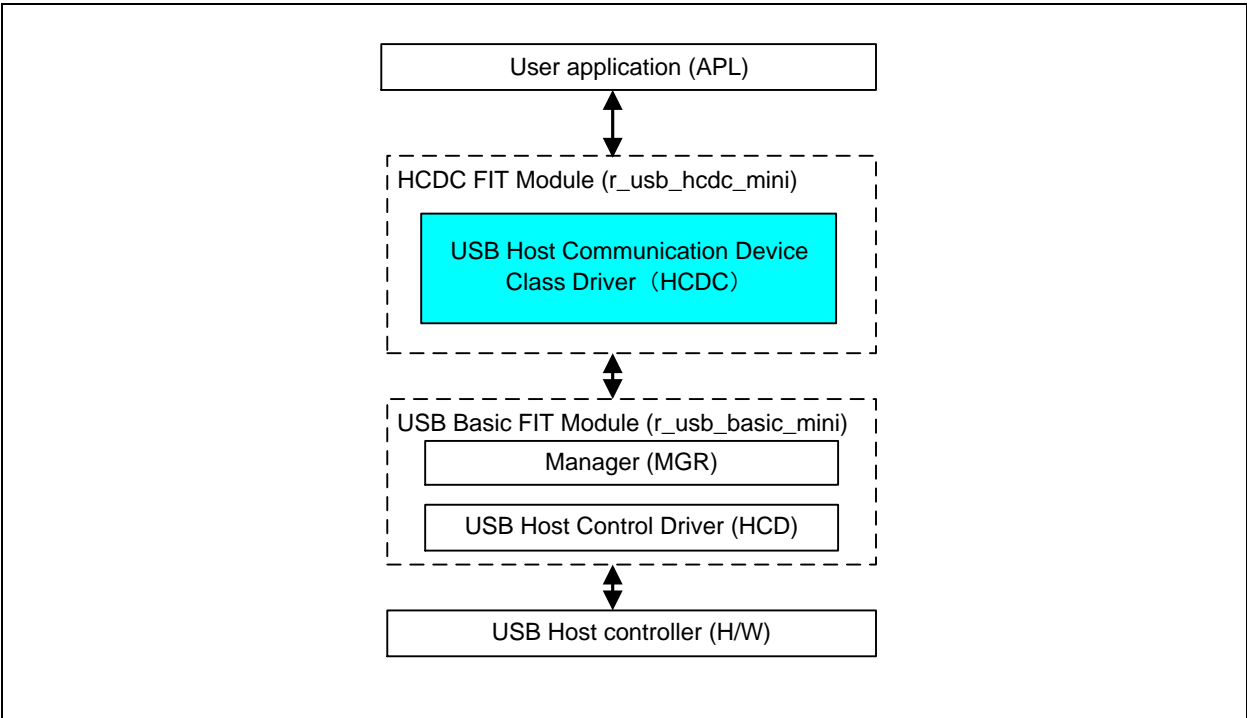 User application (APL)
HCDC FIT Module (r_usb_hcdc_mini)
USB Host Communication Device
Class Driver（HCDC）
USB Basic FIT Module (r_usb_basic_mini)
Manager (MGR)
USB Host Control Driver (HCD)
USB Host controller (H/W)